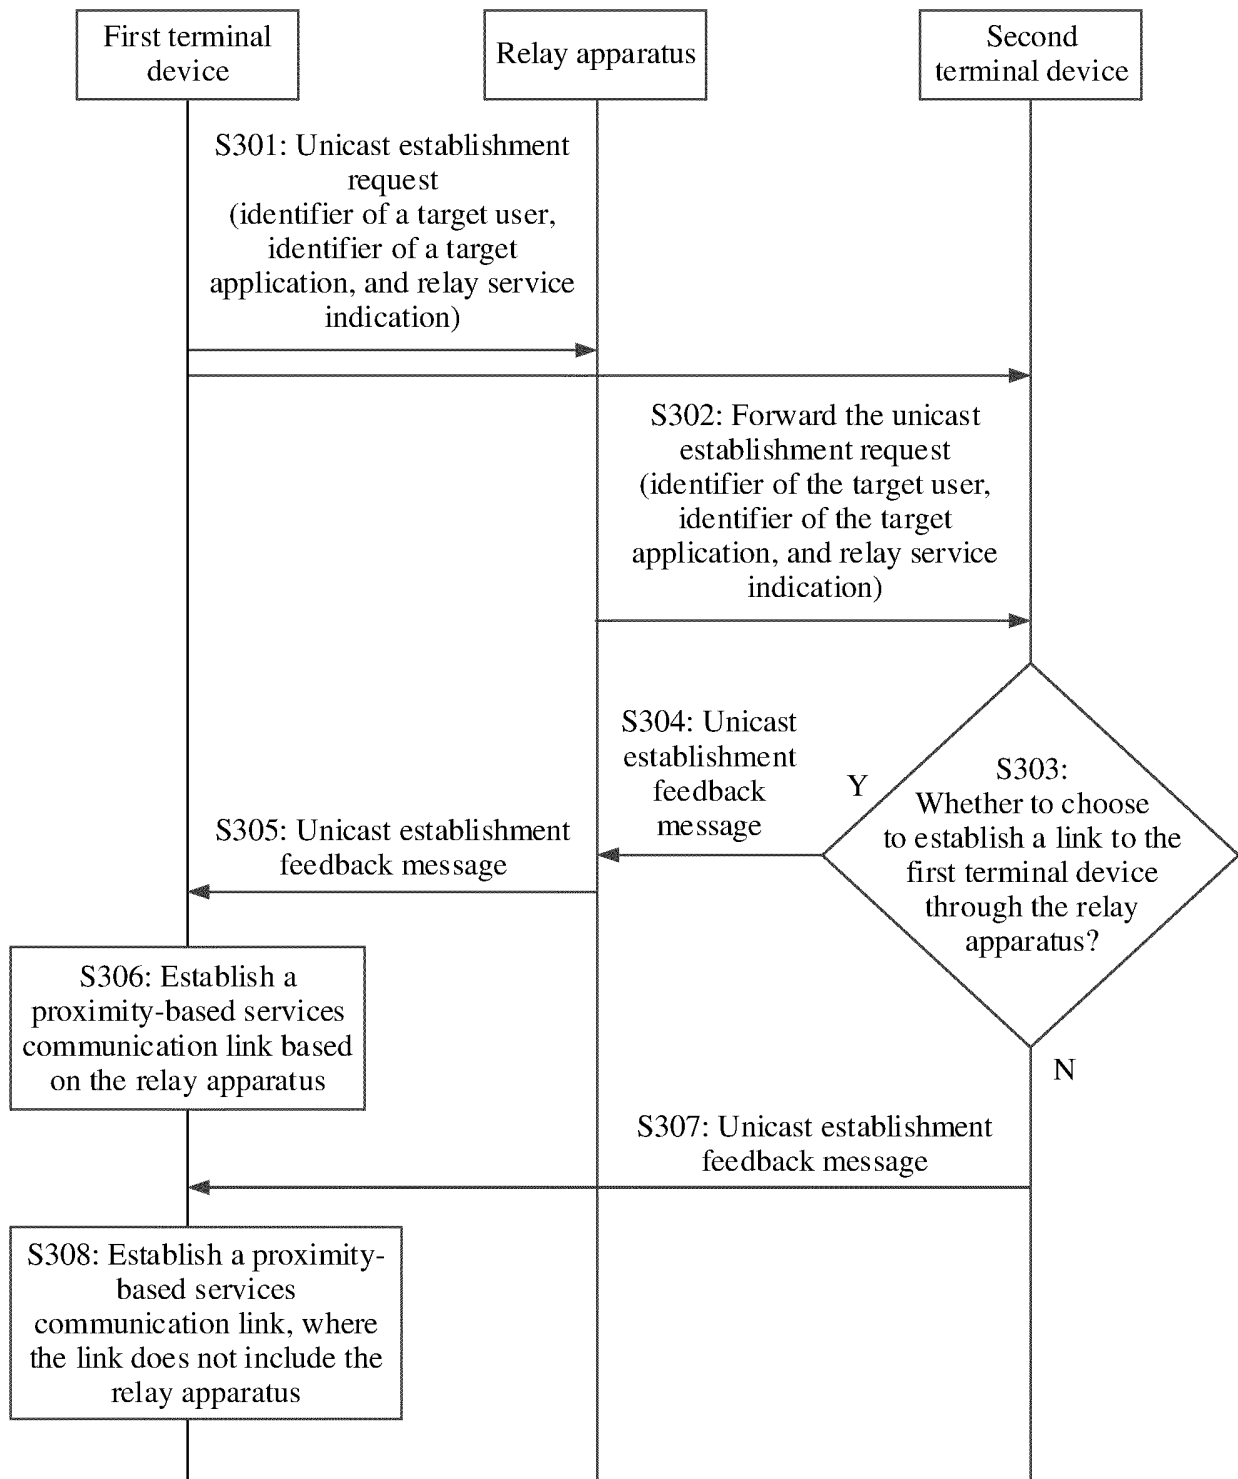 First terminal
device
Relay apparatus
Second
terminal device
S301: Unicast establishment
request
(identifier of a target user,
identifier of a target
application, and relay service
indication)
S302: Forward the unicast
establishment request
(identifier of the target user,
identifier of the target
application, and relay service
indication)
S303:
Whether to choose
to establish a link to the
first terminal device
through the relay
apparatus?
Y
S304: Unicast
establishment
feedback
message
S305: Unicast establishment
feedback message
S306: Establish a
proximity-based services
communication link based
on the relay apparatus
N
S307: Unicast establishment
feedback message
S308: Establish a proximity-
based services
communication link, where
the link does not include the
relay apparatus